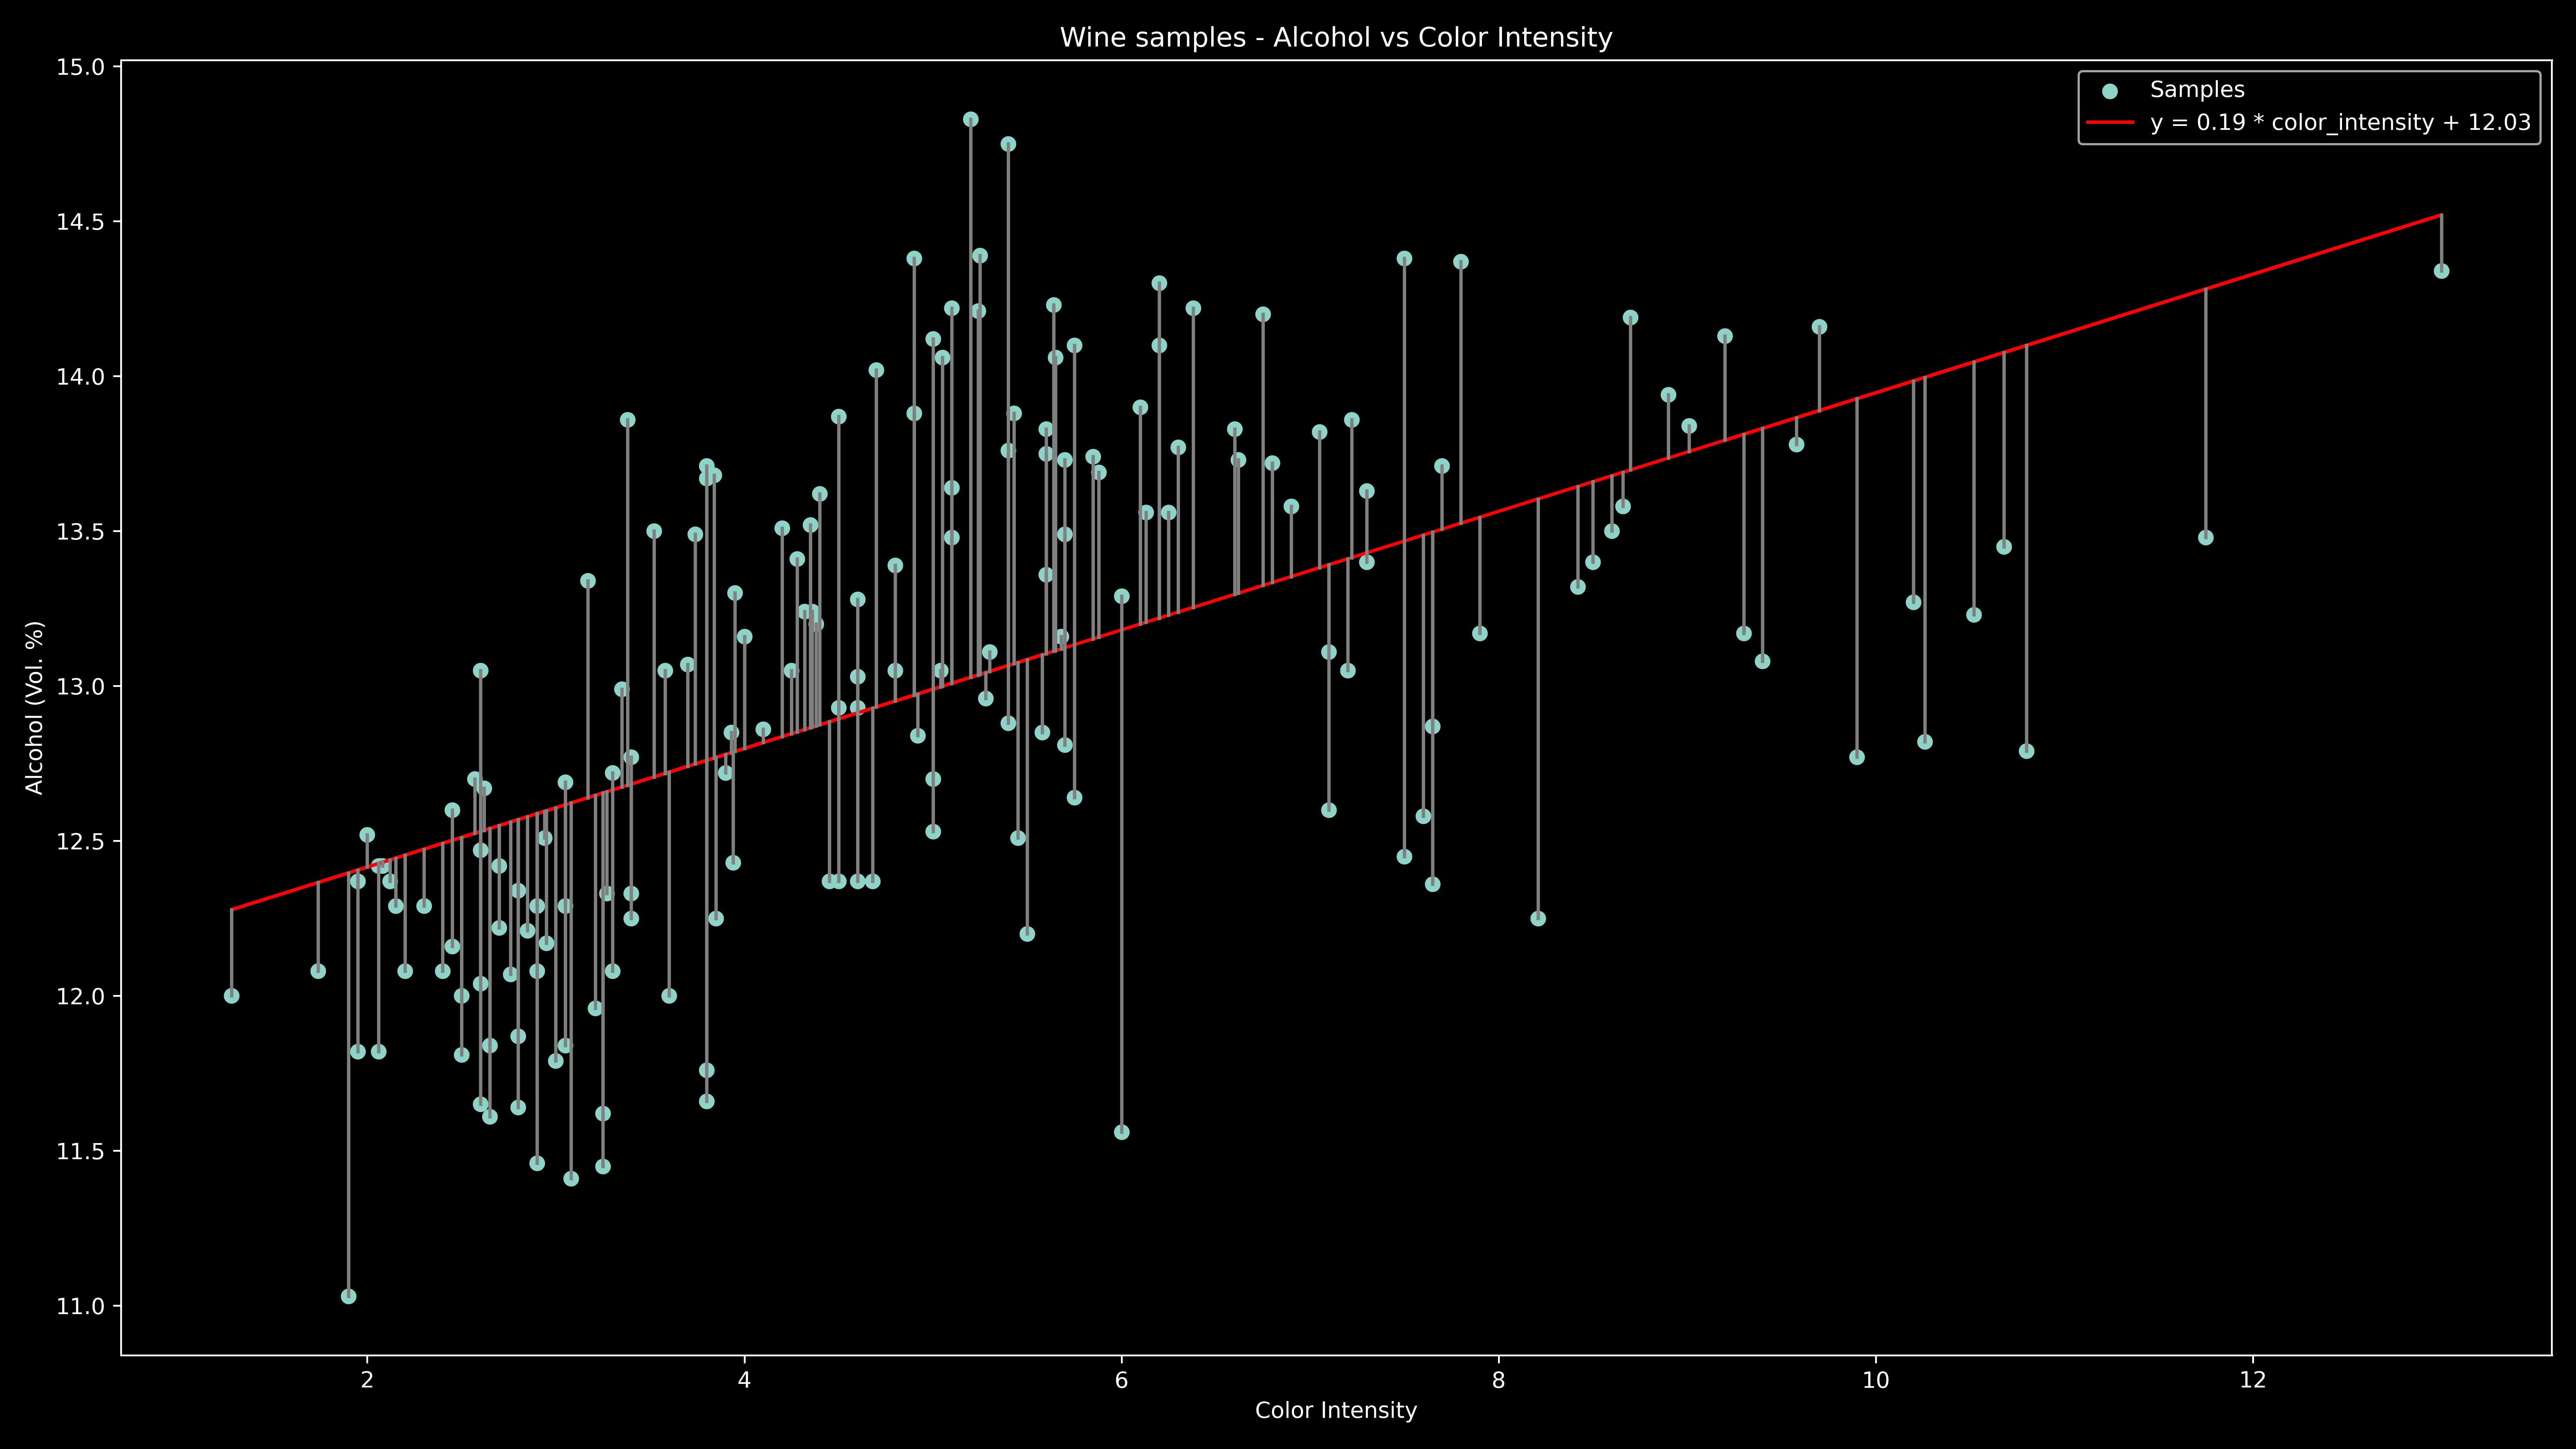 Wine samples - Alcohol vs Color Intensity
Samples
y = 0.19 * color_intensity + 12.03
15.0
14.5
14.0
13.5
13.0
12.5
12.0
11.5
11.0
Alcohol (Vol. %)
2 4 6 8 10 12
Color Intensity